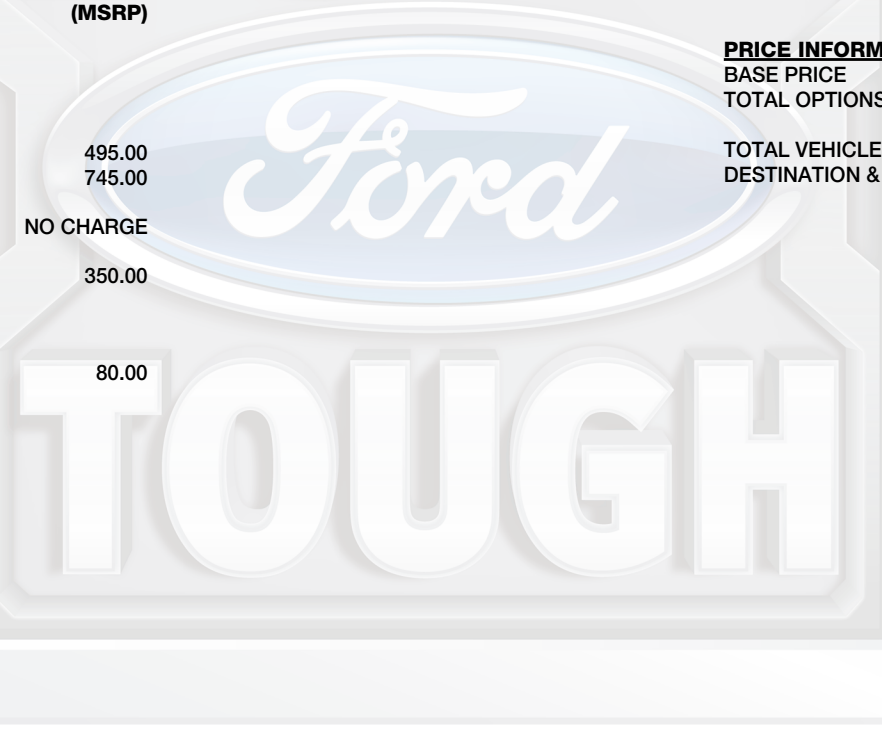 (MSRP)
495.00
745.00
NO CHARGE
350.00
80.00
PRICE INFORM
BASE PRICE
TOTAL OPTIONS
TOTAL VEHICLE
DESTINATION &
Ford
TOUGH